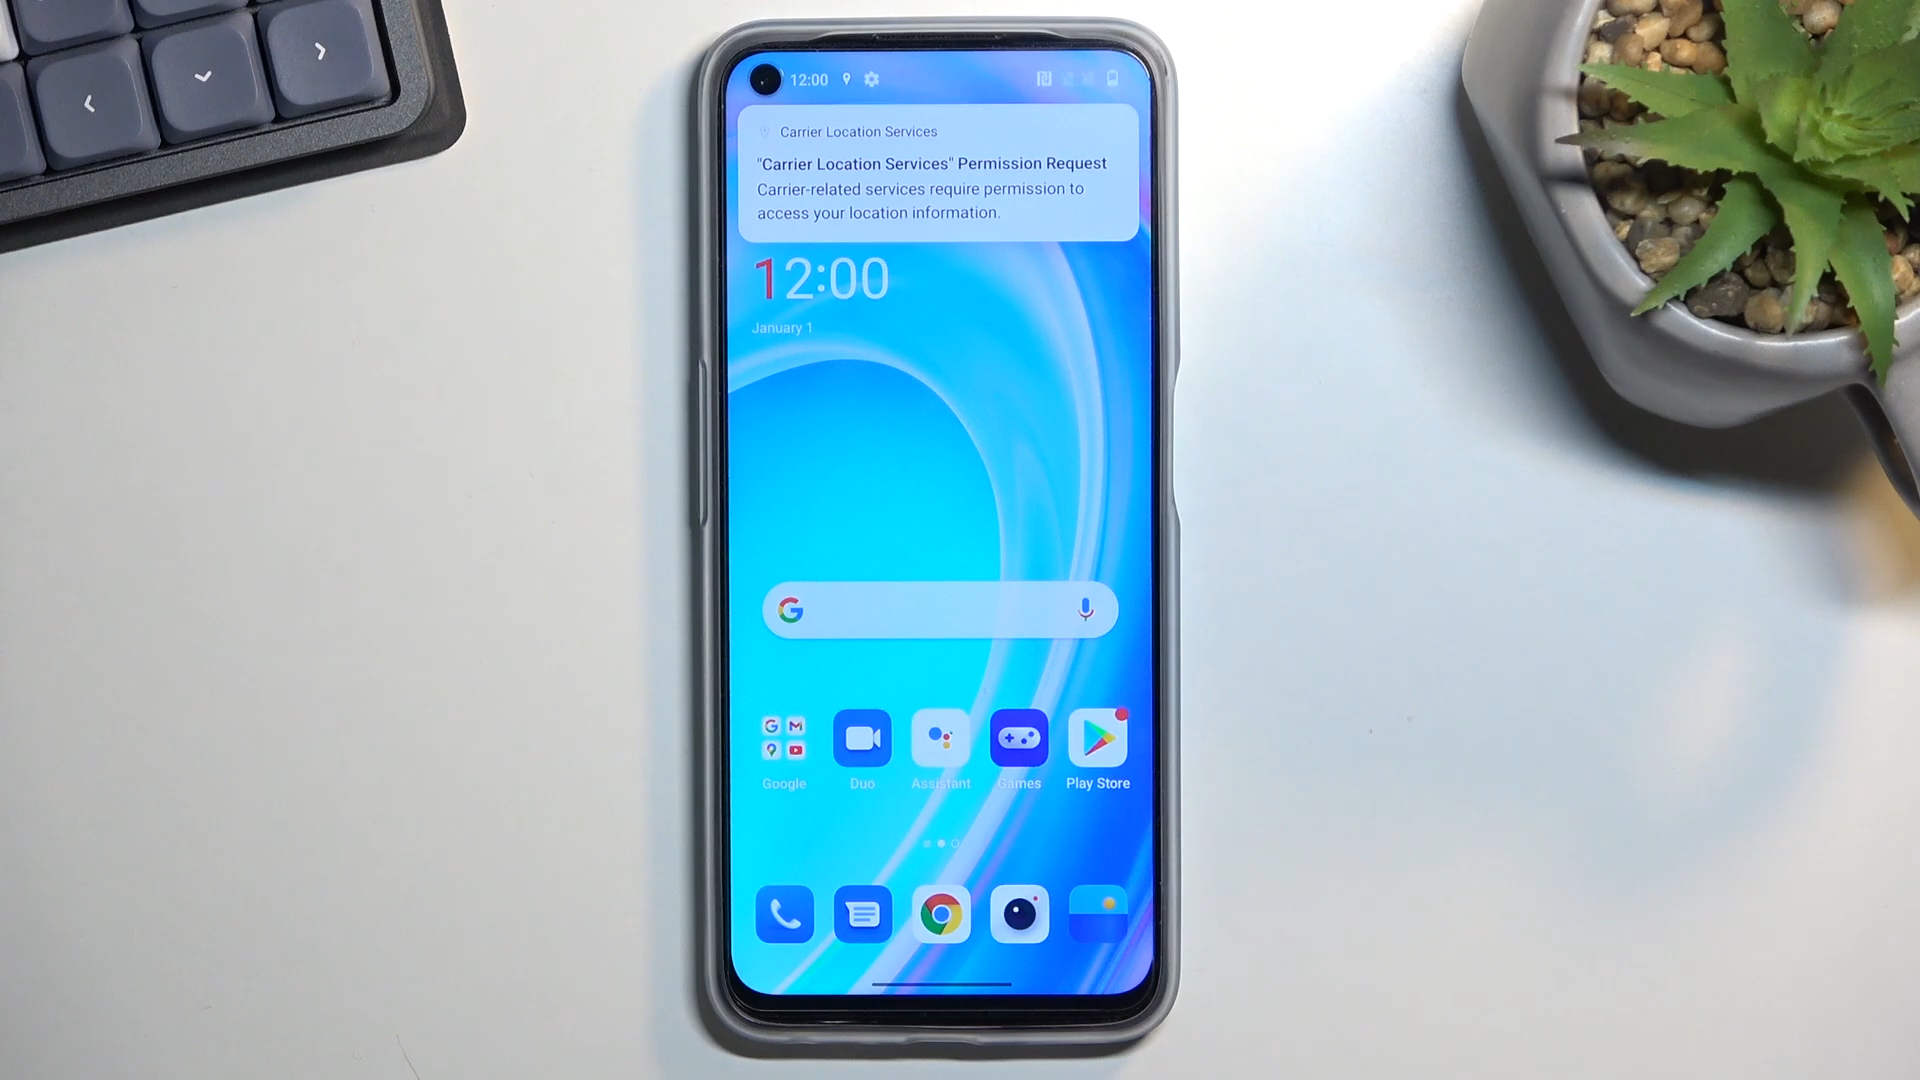 12:00
Carrier Location Services
"Carrier Location Services" Permission Request
Carrier-related services require permission to
access your location information.
12:00
January 1
Google
Duo
Assistant
Games
Play Store